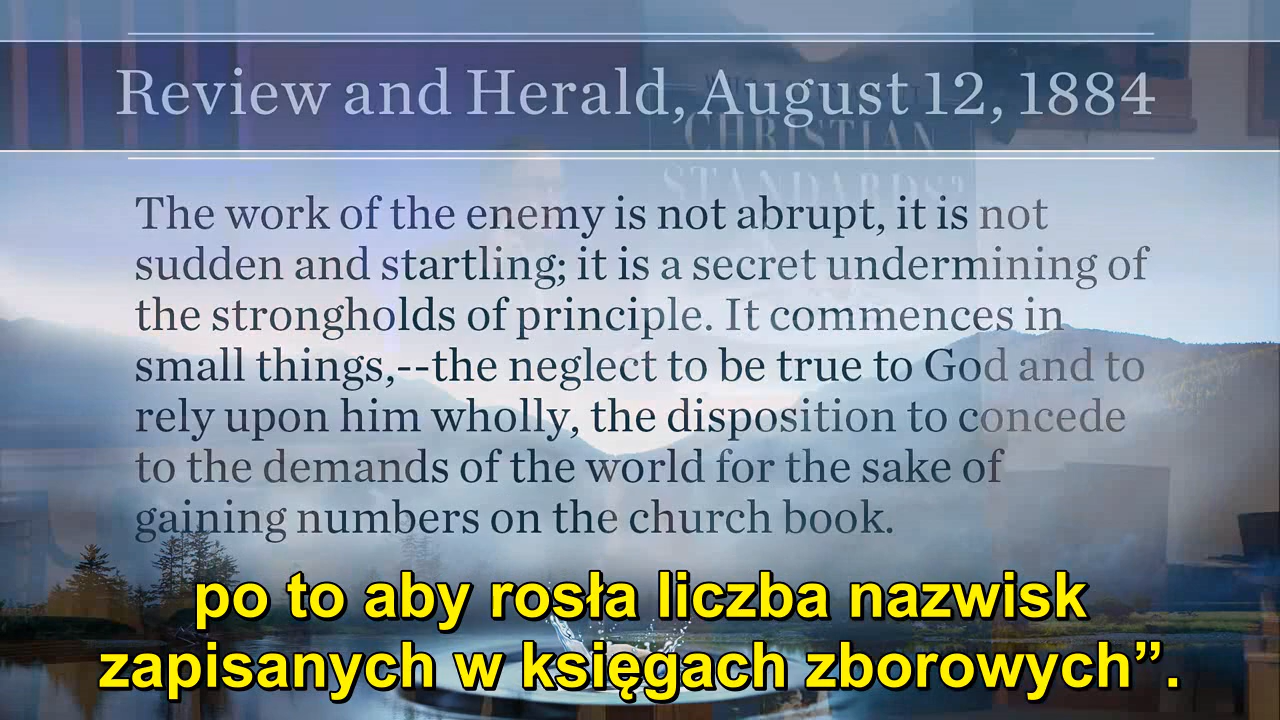 Review and Herald, August 12, 1884
CHRISTIAN
STANDARDS?
The work of the enemy is not abrupt, it is not
sudden and startling; it is a secret undermining of
the strongholds of principle. It commences in
small things,--the neglect to be true to God and to
rely upon him wholly, the disposition to concede
to the demands of the world for the sake of
gaining numbers on the church book.
po to aby rosła liczba nazwisk
zapisanych w księgach zborowych”.